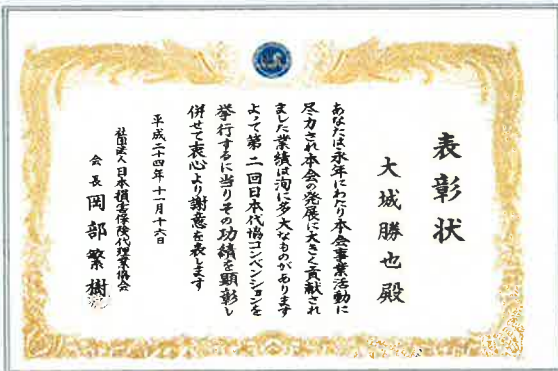 表彰状
大城勝也殿
あなたは永年にわたり本会事業活動に
尽力され本会の発展に大きく貢献され
ました業績は洵に多大なものがあります
よって第二回日本代協コンベンションを
挙行するに当りその功績を顕彰し
併せて衷心より謝意を表します
平成二十四年十一月十六日
社団法人日本損害保険代理業協会
会長岡部繁樹